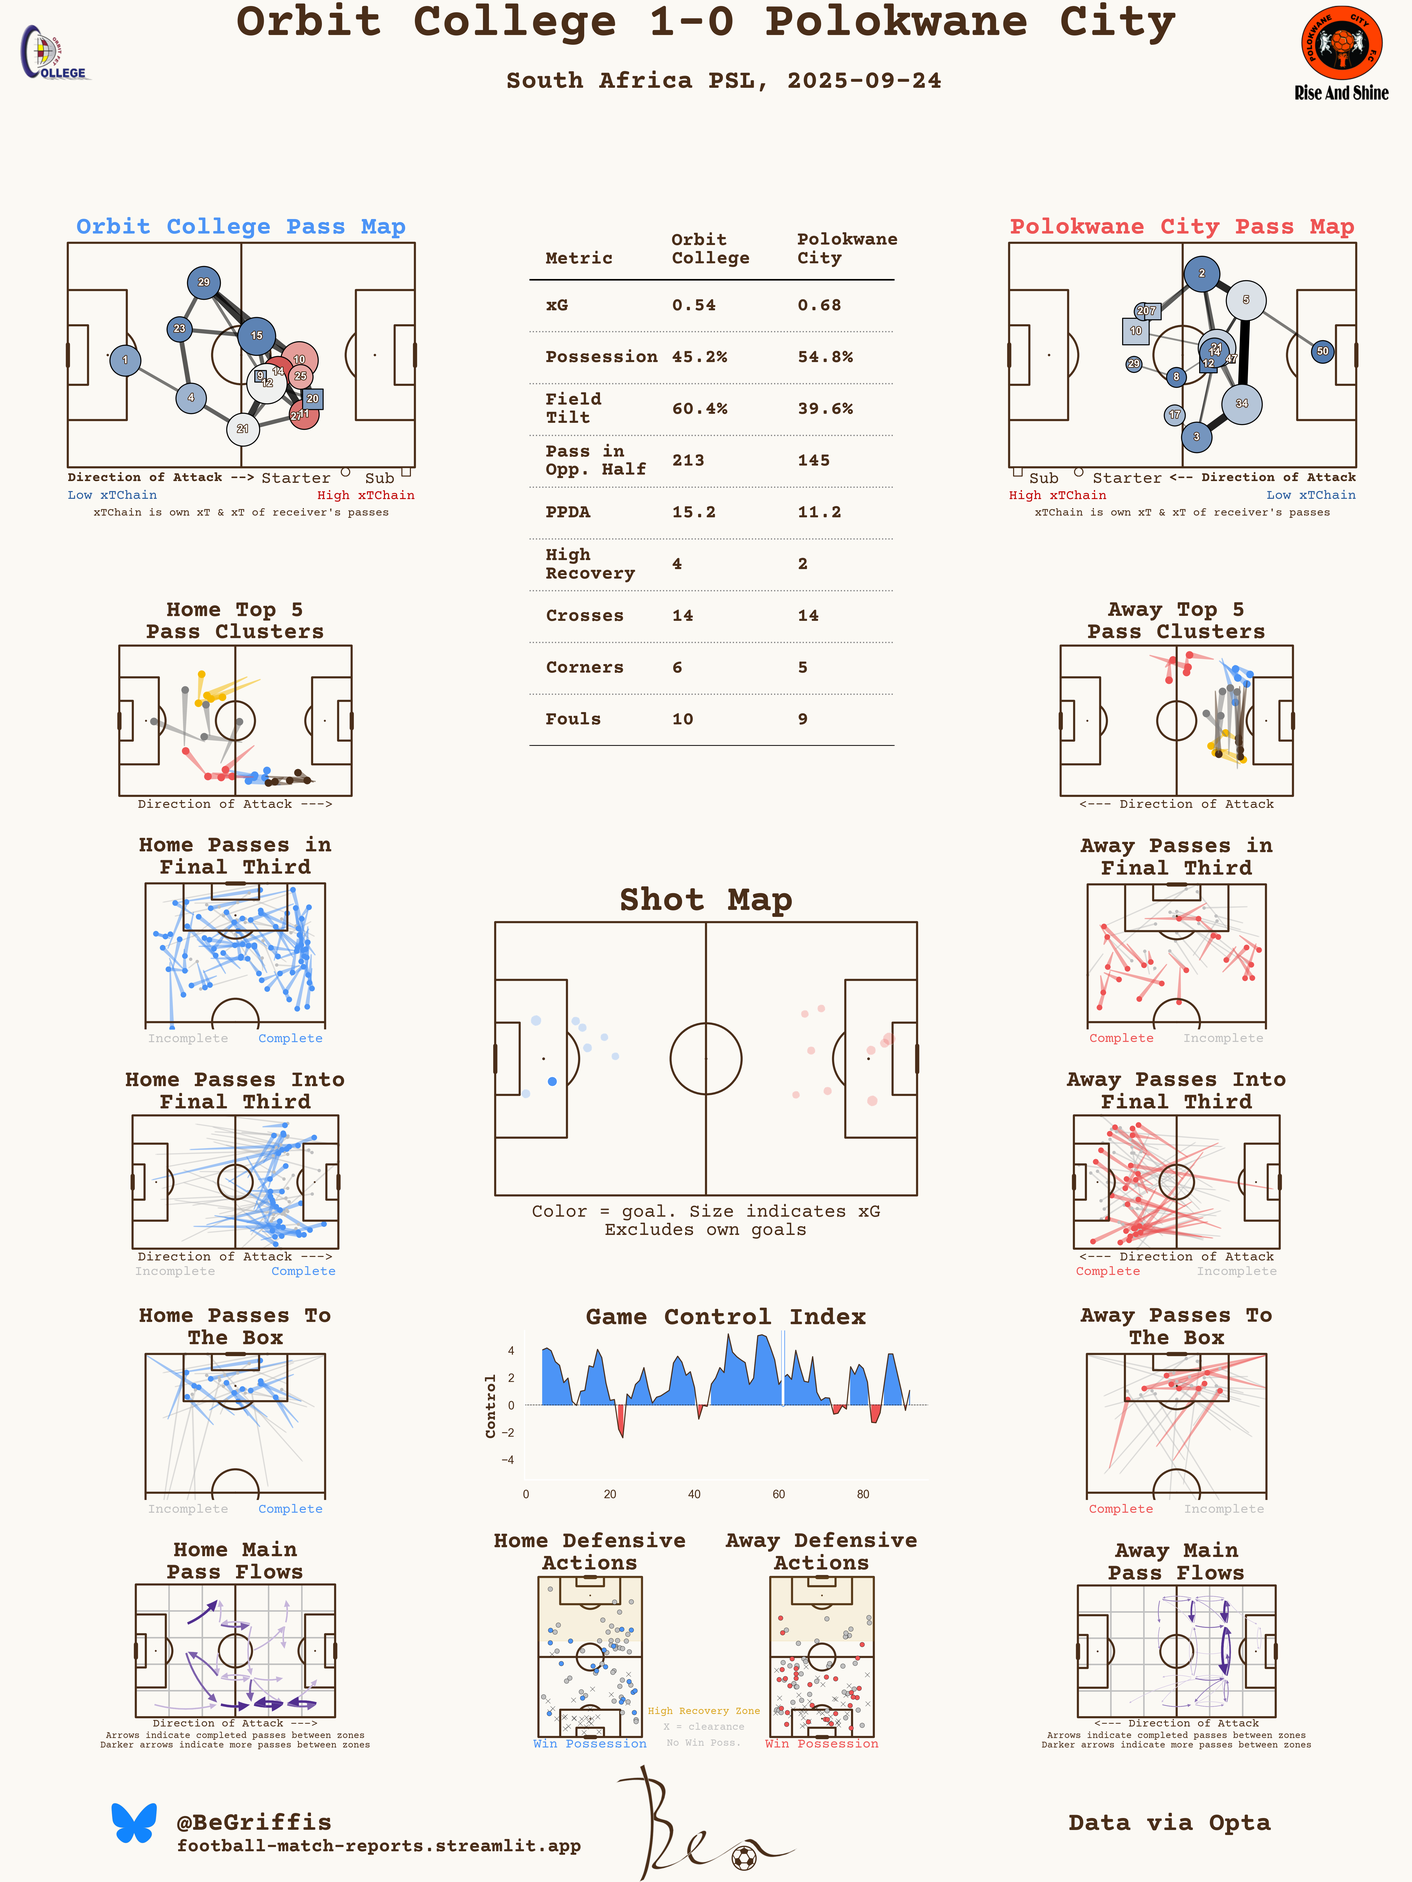 Orbit College 1-0 Polokwane City
South Africa PSL, 2025-09-24
OLLEGE
POLOKWANE CITY F.C
Rise And Shine
Orbit College Pass Map
29
23
15
1
10
14
25
9
12
4
20
27
11
21
Direction of Attack --> Starter Sub
Low xTChain High xTChain
xTChain is own xT & xT of receiver's passes
Metric Orbit College Polokwane City
xG 0.54 0.68
Possession 45.2% 54.8%
Field Tilt 60.4% 39.6%
Pass in Opp. Half 213 145
PPDA 15.2 11.2
High Recovery 4 2
Crosses 14 14
Corners 6 5
Fouls 10 9
Polokwane City Pass Map
2
5
20
7
10
21
14
47
50
29
12
8
34
17
3
Sub Starter <-- Direction of Attack
High xTChain Low xTChain
xTChain is own xT & xT of receiver's passes
Home Top 5
Pass Clusters
Direction of Attack --->
Away Top 5
Pass Clusters
<--- Direction of Attack
Home Passes in
Final Third
Incomplete Complete
Away Passes in
Final Third
Complete Incomplete
Shot Map
Color = goal. Size indicates xG
Excludes own goals
Home Passes Into
Final Third
Direction of Attack --->
Incomplete Complete
Away Passes Into
Final Third
<--- Direction of Attack
Complete Incomplete
Home Passes To
The Box
Incomplete Complete
Game Control Index
Control
4
2
0
−2
−4
0 20 40 60 80
Away Passes To
The Box
Complete Incomplete
Home Main
Pass Flows
Direction of Attack --->
Arrows indicate completed passes between zones
Darker arrows indicate more passes between zones
Home Defensive
Actions
Win Possession
High Recovery Zone
X = clearance
No Win Poss.
Away Defensive
Actions
Win Possession
Away Main
Pass Flows
<--- Direction of Attack
Arrows indicate completed passes between zones
Darker arrows indicate more passes between zones
@BeGriffis
football-match-reports.streamlit.app
Ben
Data via Opta